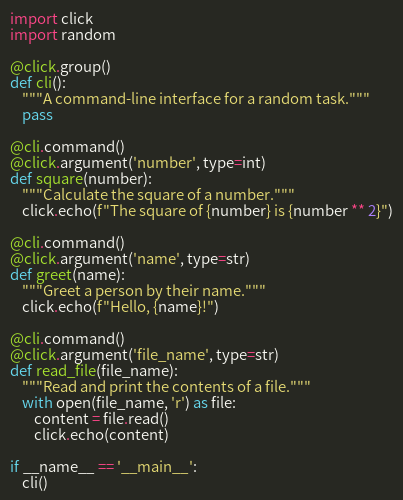 import click
import random

@click.group()
def cli():
    """A command-line interface for a random task."""
    pass

@cli.command()
@click.argument('number', type=int)
def square(number):
    """Calculate the square of a number."""
    click.echo(f"The square of {number} is {number ** 2}")

@cli.command()
@click.argument('name', type=str)
def greet(name):
    """Greet a person by their name."""
    click.echo(f"Hello, {name}!")

@cli.command()
@click.argument('file_name', type=str)
def read_file(file_name):
    """Read and print the contents of a file."""
    with open(file_name, 'r') as file:
        content = file.read()
        click.echo(content)

if __name__ == '__main__':
    cli()